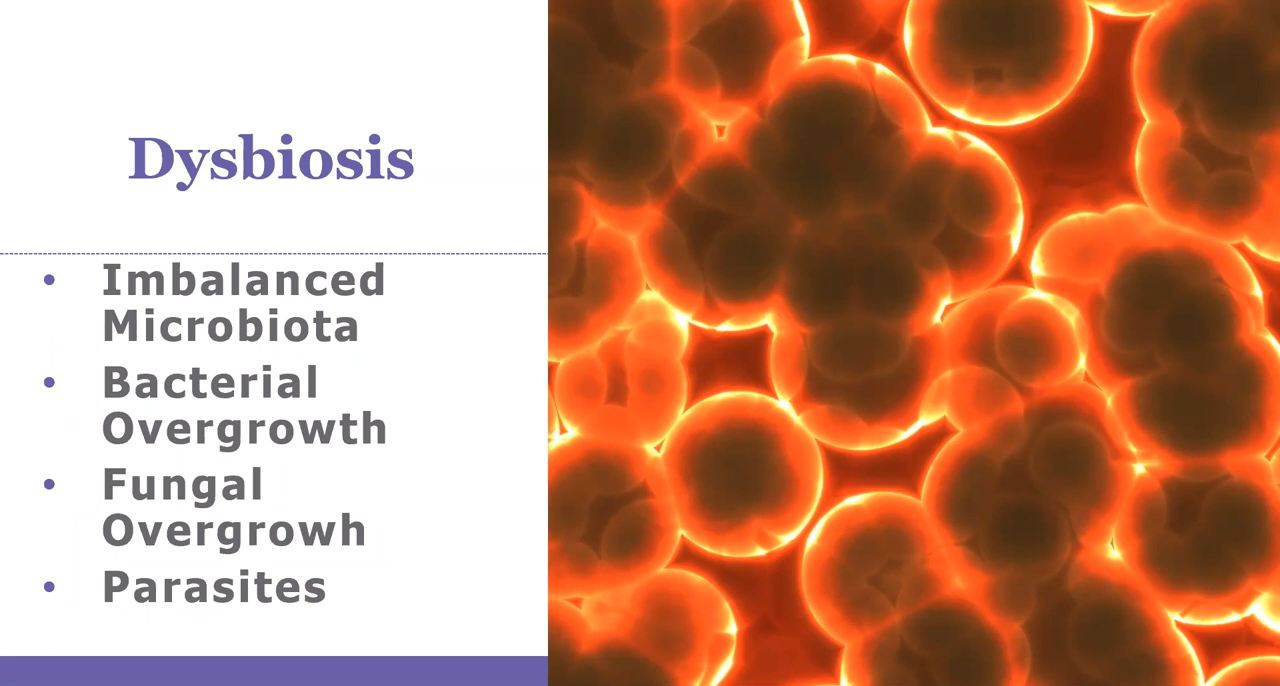 Dysbiosis
• Imbalanced
Microbiota
• Bacterial
Overgrowth
• Fungal
Overgrowh
• Parasites